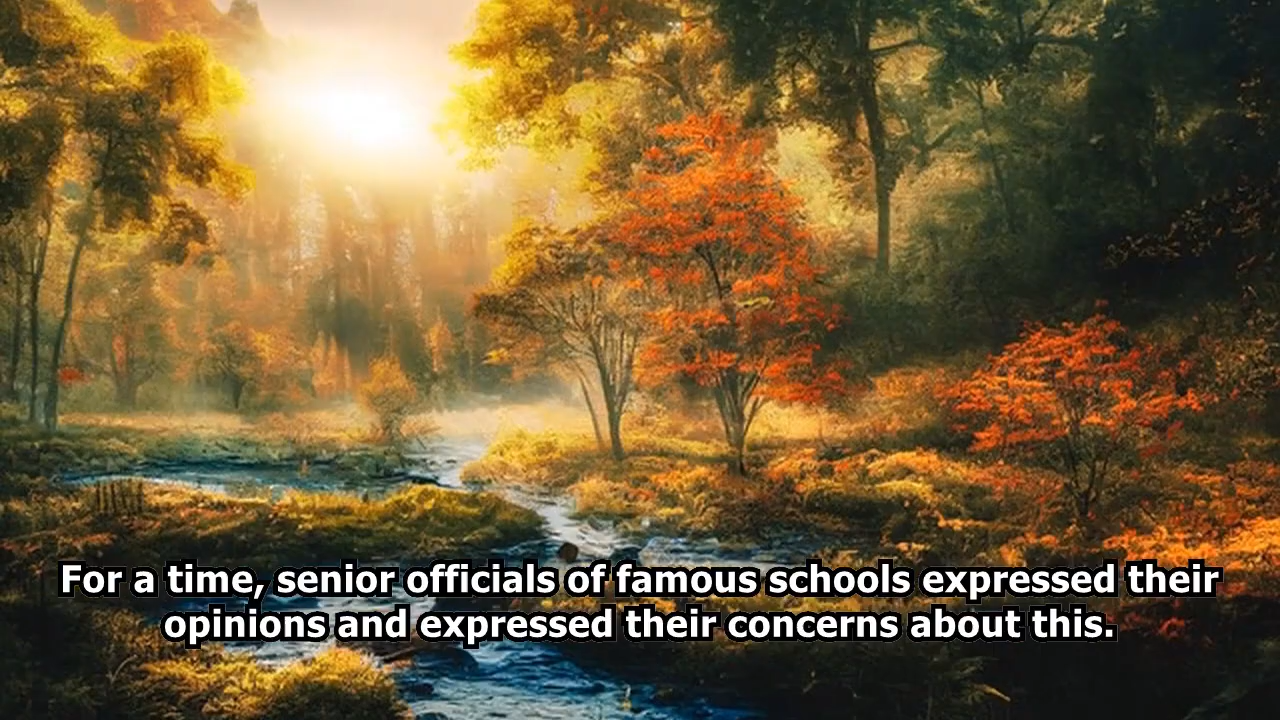 For a time, senior officials of famous schools expressed their
opinions and expressed their concerns about this.